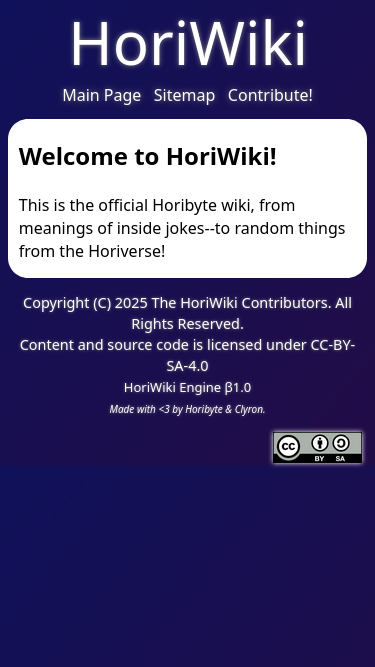 HoriWiki
Main Page Sitemap Contribute!
Welcome to HoriWiki!
This is the official Horibyte wiki, from
meanings of inside jokes--to random things
from the Horiverse!
Copyright (C) 2025 The HoriWiki Contributors. All
Rights Reserved.
Content and source code is licensed under CC-BY-
SA-4.0
HoriWiki Engine β1.0
Made with <3 by Horibyte & Clyron.
cc BY SA